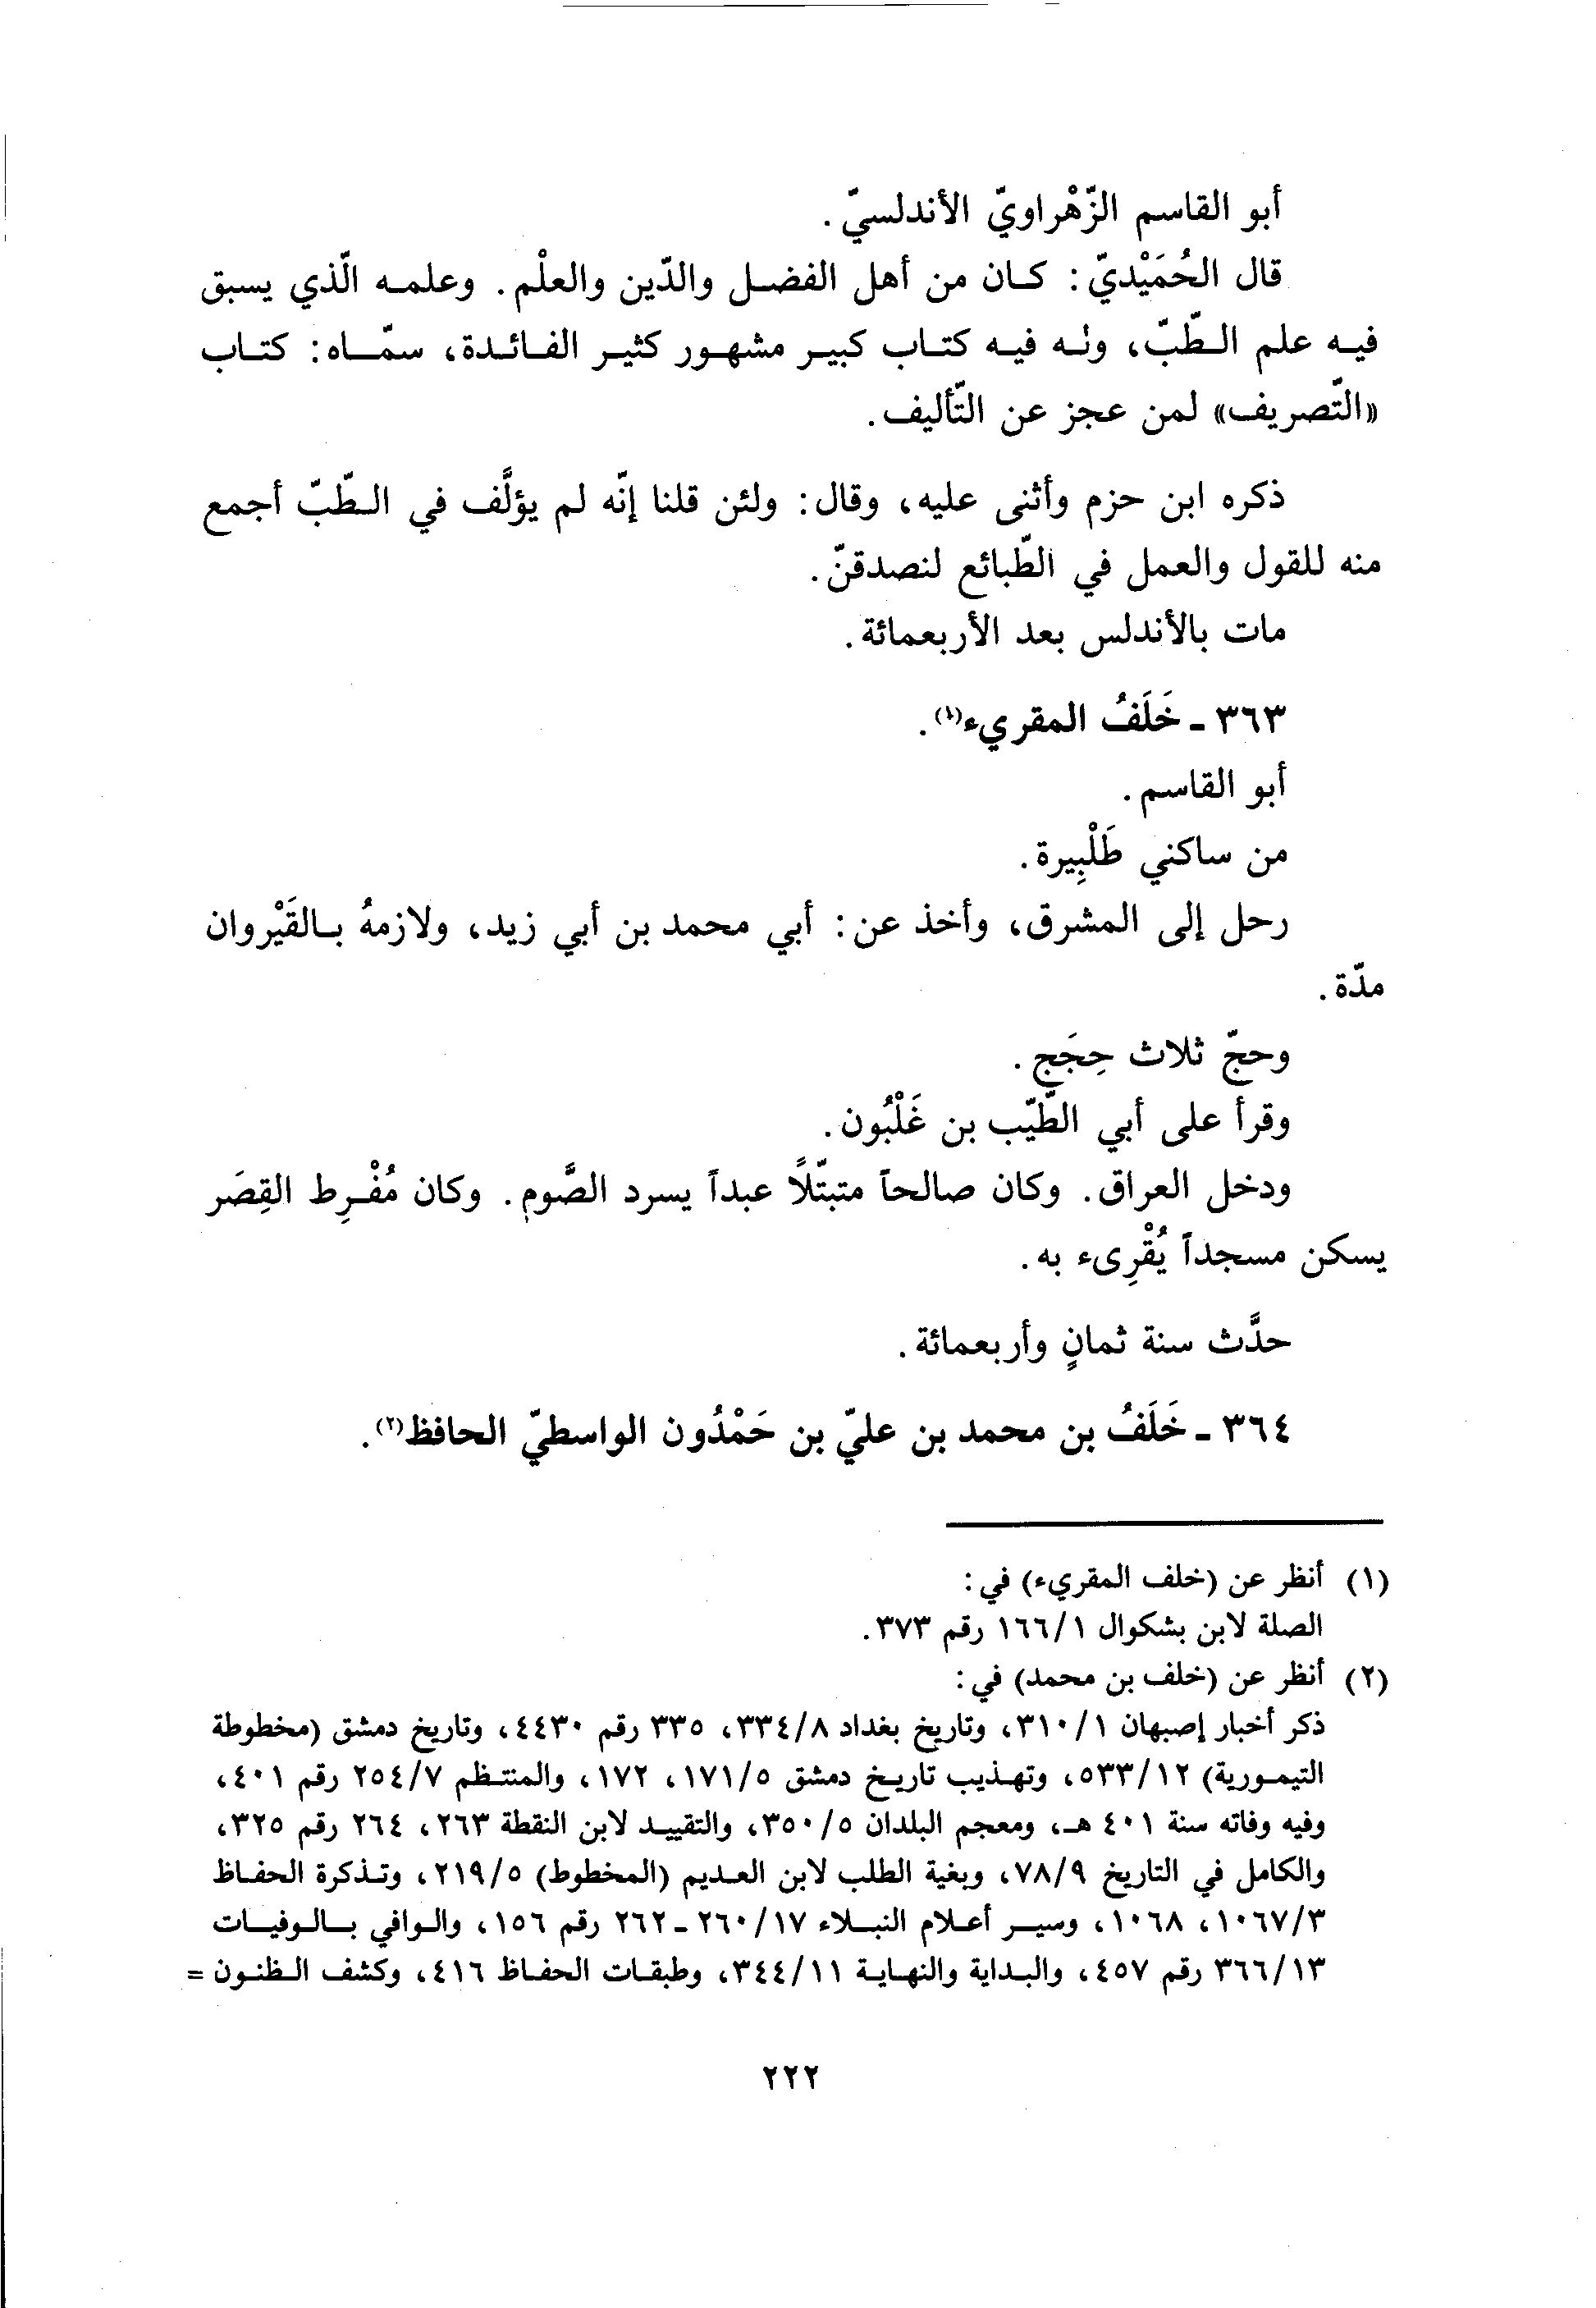 أبو القاسم الزّهْراويّ الأندلسيّ.
قال الحُمَيْديّ: كان من أهل الفضل والدّين والعلْم. وعلمه الّذي يسبق
فيه علم الطّبّ، وله فيه كتاب كبير مشهور كثير الفائدة، سمّاه: كتاب
«التّصريف» لمن عجز عن التّأليف.
ذكره ابن حزم وأثنى عليه، وقال: ولئن قلنا إنّه لم يؤلَّف في الطّبّ أجمع
منه للقول والعمل في الطّبائع لنصدقنّ.
مات بالأندلس بعد الأربعمائة.
٣٦٣ ـ خَلَفُ المقريء(١).
أبو القاسم.
من ساكني طَلْبِيرة.
رحل إلى المشرق، وأخذ عن: أبي محمد بن أبي زيد، ولازمهُ بالقَيْروان
مدّة.
وحجّ ثلاث حِجَج.
وقرأ على أبي الطّيّب بن غَلْبُون.
ودخل العراق. وكان صالحاً متبتّلاً عبداً يسرد الصَّوم. وكان مُفْرِط القِصَر
يسكن مسجداً يُقْرِىء به.
حدَّث سنة ثمانٍ وأربعمائة.
٣٦٤ ـ خَلَفُ بن محمد بن عليّ بن حَمْدُون الواسطيّ الحافظ(٢).
(١) أنظر عن (خلف المقريء) في:
الصلة لابن بشكوال ١/ ١٦٦ رقم ٣٧٣.
(٢) أنظر عن (خلف بن محمد) في:
ذكر أخبار إصبهان ١/ ٣١٠، وتاريخ بغداد ٨/ ٣٣٤، ٣٣٥ رقم ٤٤٣٠، وتاريخ دمشق (مخطوطة
التيمورية) ١٢/ ٥٣٣، وتهذيب تاريخ دمشق ٥/ ١٧١، ١٧٢، والمنتظم ٧/ ٢٥٤ رقم ٤٠١،
وفيه وفاته سنة ٤٠١ هـ، ومعجم البلدان ٥/ ٣٥٠، والتقييد لابن النقطة ٢٦٣، ٢٦٤ رقم ٣٢٥،
والكامل في التاريخ ٩/ ٧٨، وبغية الطلب لابن العديم (المخطوط) ٥/ ٢١٩، وتذكرة الحفاظ
٣/ ١٠٦٧، ١٠٦٨، وسير أعلام النبلاء ١٧/ ٢٦٠ ـ ٢٦٢ رقم ١٥٦، والوافي بالوفيات
١٣/ ٣٦٦ رقم ٤٥٧، والبداية والنهاية ١١/ ٣٤٤، وطبقات الحفاظ ٤١٦، وكشف الظنون =
٢٢٢